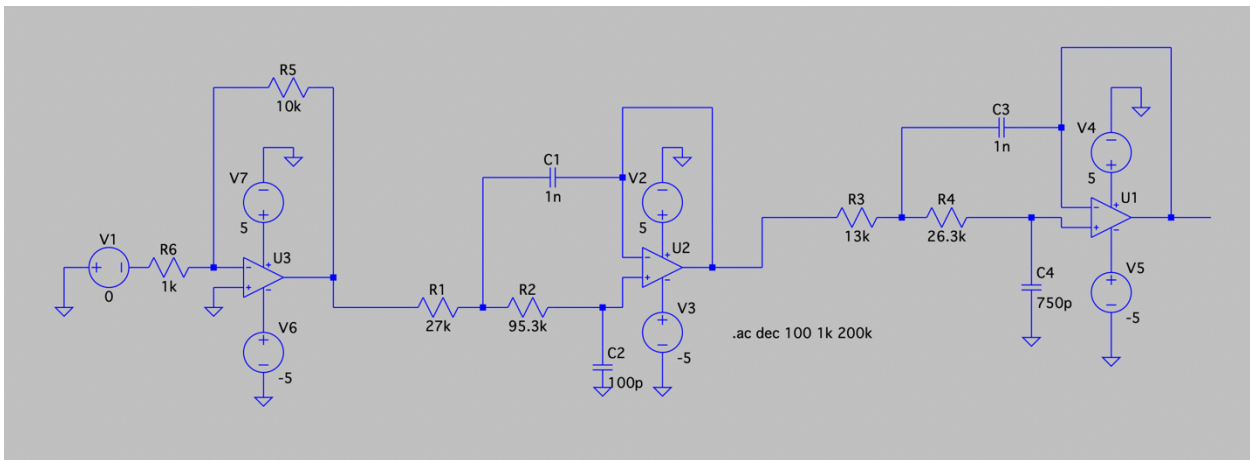 R5
10k
V7
5
V1
0
R6
1k
U3
V6
-5
R1
27k
R2
95.3k
C1
1n
V2
5
U2
V3
-5
C2
100p
.ac dec 100 1k 200k
R3
13k
R4
26.3k
C3
1n
V4
5
U1
V5
-5
C4
750p